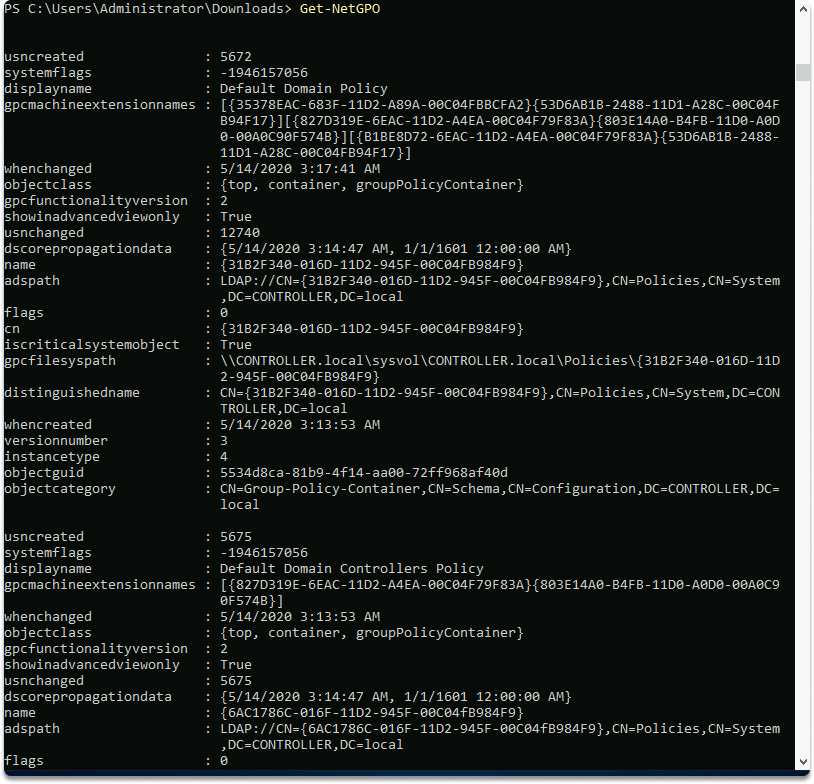 PS C:\Users\Administrator\Downloads> Get-NetGPO
usncreated : 5672
systemflags : -1946157056
displayname : Default Domain Policy
gpcmachineextensionnames : [{35378EAC-683F-11D2-A89A-00C04FBBCFA2}{53D6AB1B-2488-11D1-A28C-00C04F
B94F17}][{827D319E-6EAC-11D2-A4EA-00C04F79F83A}{803E14A0-B4FB-11D0-A0D
0-00A0C90F574B}][{B1BE8D72-6EAC-11D2-A4EA-00C04F79F83A}{53D6AB1B-2488-
11D1-A28C-00C04FB94F17}]
whenchanged : 5/14/2020 3:17:41 AM
objectclass : {top, container, groupPolicyContainer}
gpcfunctionalityversion : 2
showinadvancedviewonly : True
usnchanged : 12740
dscorepropagationdata : {5/14/2020 3:14:47 AM, 1/1/1601 12:00:00 AM}
name : {31B2F340-016D-11D2-945F-00C04FB984F9}
adspath : LDAP://CN={31B2F340-016D-11D2-945F-00C04FB984F9},CN=Policies,CN=System
,DC=CONTROLLER,DC=local
flags : 0
cn : {31B2F340-016D-11D2-945F-00C04FB984F9}
iscriticalsystemobject : True
gpcfilesyspath : \\CONTROLLER.local\sysvol\CONTROLLER.local\Policies\{31B2F340-016D-11D
2-945F-00C04FB984F9}
distinguishedname : CN={31B2F340-016D-11D2-945F-00C04FB984F9},CN=Policies,CN=System,DC=CON
TROLLER,DC=local
whencreated : 5/14/2020 3:13:53 AM
versionnumber : 3
instancetype : 4
objectguid : 5534d8ca-81b9-4f14-aa00-72ff968af40d
objectcategory : CN=Group-Policy-Container,CN=Schema,CN=Configuration,DC=CONTROLLER,DC=
local
usncreated : 5675
systemflags : -1946157056
displayname : Default Domain Controllers Policy
gpcmachineextensionnames : [{827D319E-6EAC-11D2-A4EA-00C04F79F83A}{803E14A0-B4FB-11D0-A0D0-00A0C9
0F574B}]
whenchanged : 5/14/2020 3:13:53 AM
objectclass : {top, container, groupPolicyContainer}
gpcfunctionalityversion : 2
showinadvancedviewonly : True
usnchanged : 5675
dscorepropagationdata : {5/14/2020 3:14:47 AM, 1/1/1601 12:00:00 AM}
name : {6AC1786C-016F-11D2-945F-00C04fB984F9}
adspath : LDAP://CN={6AC1786C-016F-11D2-945F-00C04fB984F9},CN=Policies,CN=System
,DC=CONTROLLER,DC=local
flags : 0